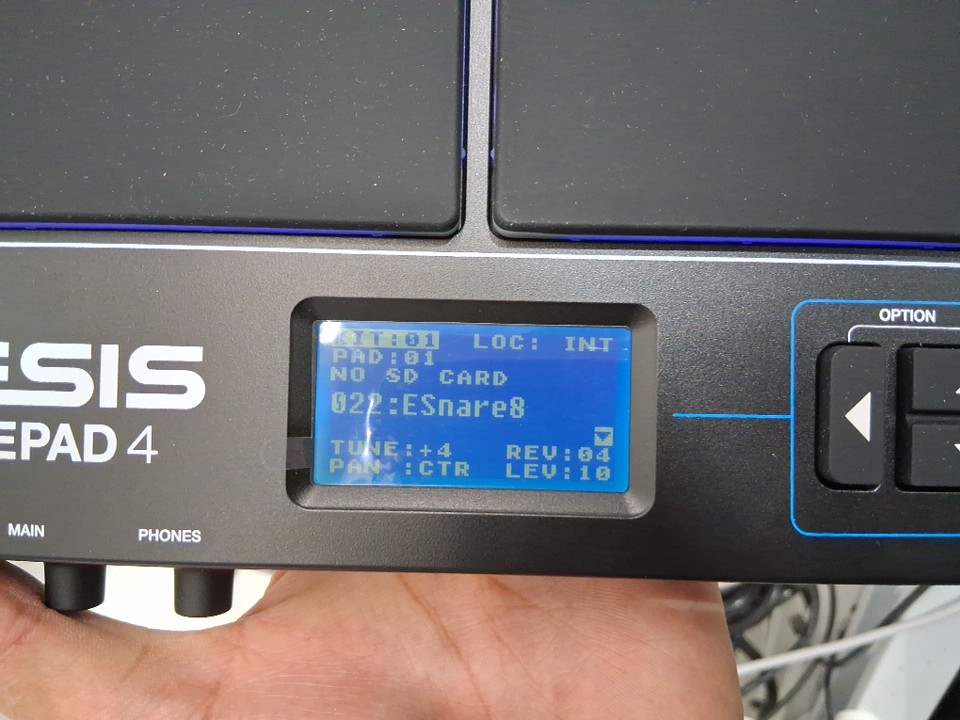 KIT:01 LOC: INT
PAD:01
NO SD CARD
022:ESnare8
TUNE:+4 REV:04
PAN :CTR LEV:10
ESIS
EPAD 4
MAIN PHONES
OPTION